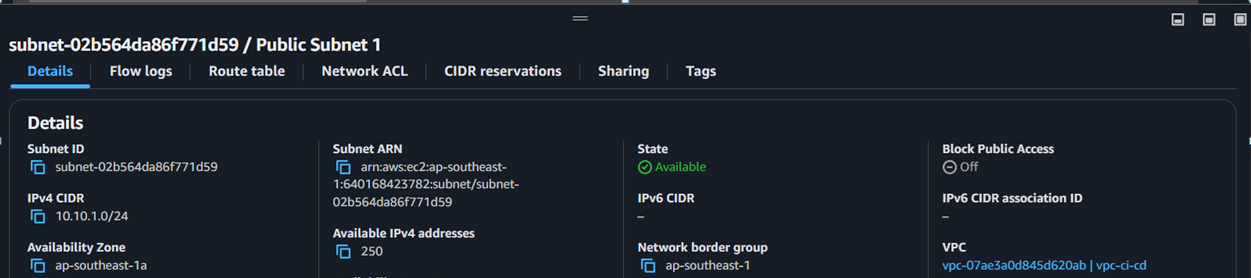 subnet-02b564da86f771d59 / Public Subnet 1
Details
Flow logs
Route table
Network ACL
CIDR reservations
Sharing
Tags
Details
Subnet ID
subnet-02b564da86f771d59
IPv4 CIDR
10.10.1.0/24
Availability Zone
ap-southeast-1a
Subnet ARN
arn:aws:ec2:ap-southeast-
1:640168423782:subnet/subnet-
02b564da86f771d59
Available IPv4 addresses
250
State
Available
IPv6 CIDR
–
Network border group
ap-southeast-1
Block Public Access
Off
IPv6 CIDR association ID
–
VPC
vpc-07ae3a0d845d620ab | vpc-ci-cd